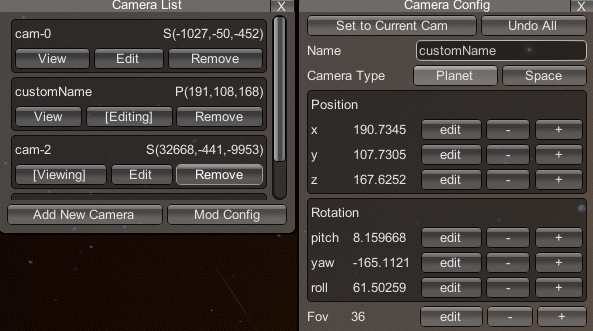 Camera List X
cam-0 S(-1027,-50,-452)
View Edit Remove
customName P(191,108,168)
View [Editing] Remove
cam-2 S(32668,-441,-9953)
[Viewing] Edit Remove
Add New Camera Mod Config
Camera Config X
Set to Current Cam Undo All
Name customName
Camera Type Planet Space
Position
x 190.7345 edit - +
y 107.7305 edit - +
z 167.6252 edit - +
Rotation
pitch 8.159668 edit - +
yaw -165.1121 edit - +
roll 61.50259 edit - +
Fov 36 edit - +